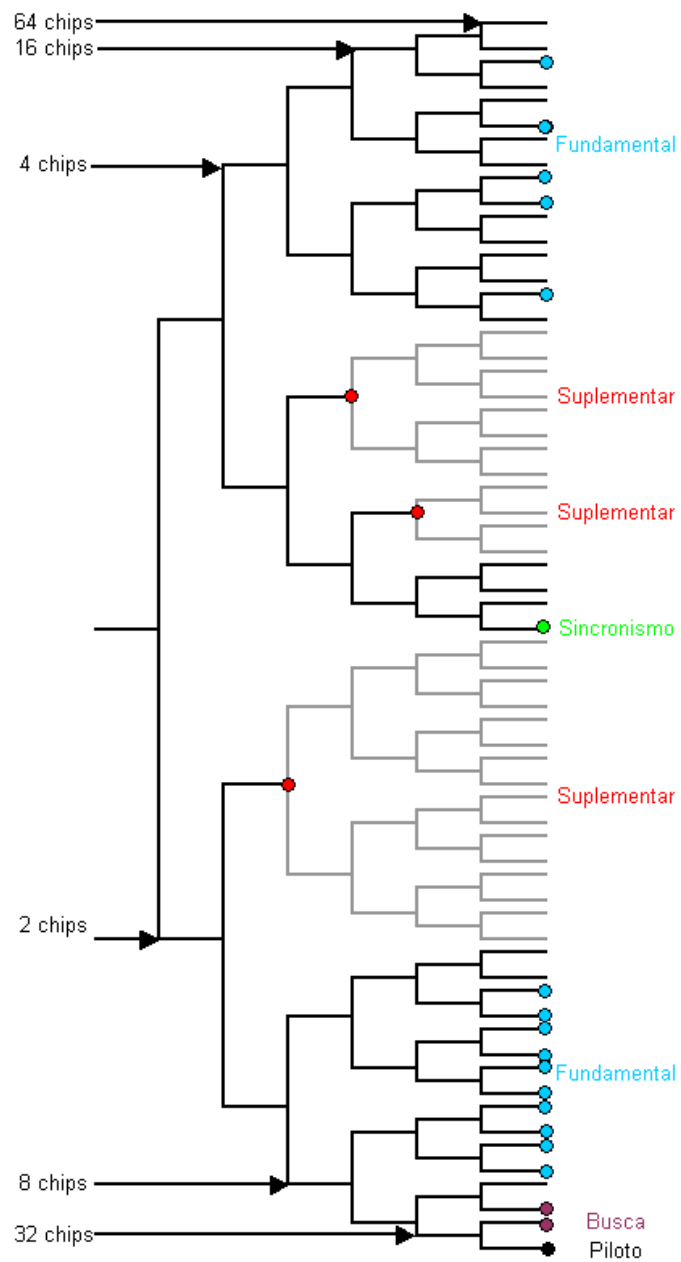 64 chips
16 chips
Fundamental
4 chips
Suplementar
Suplementar
Sincronismo
Suplementar
2 chips
Fundamental
8 chips
Busca
32 chips
Piloto